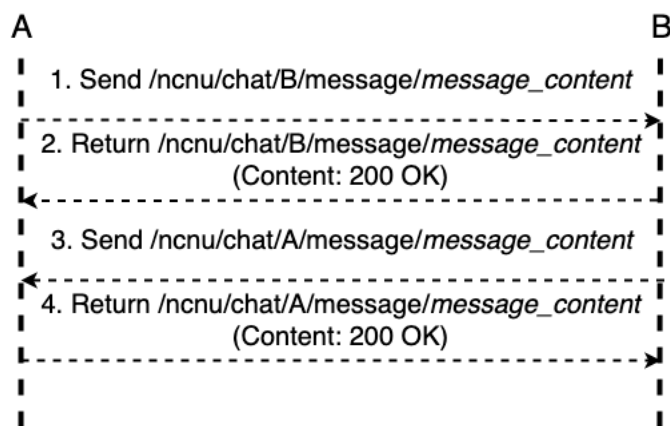 A
B
1. Send /ncnu/chat/B/message/message_content
2. Return /ncnu/chat/B/message/message_content
(Content: 200 OK)
3. Send /ncnu/chat/A/message/message_content
4. Return /ncnu/chat/A/message/message_content
(Content: 200 OK)